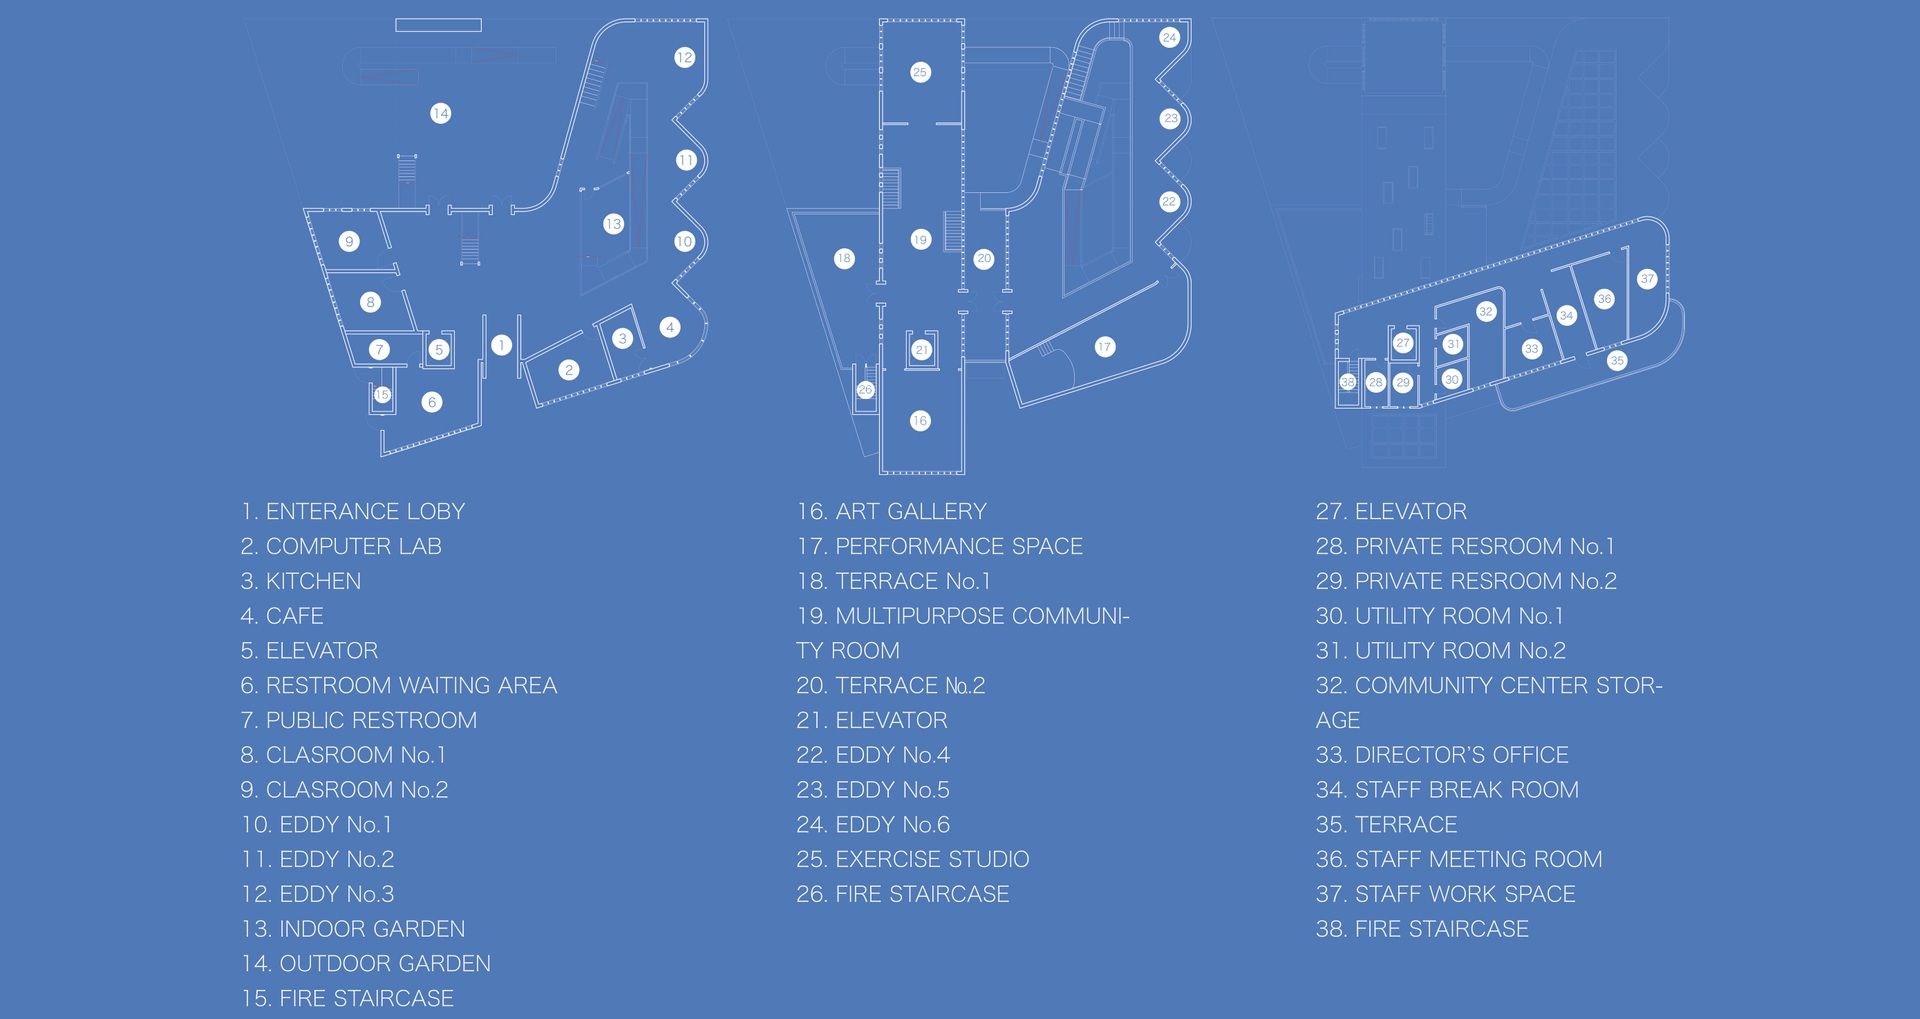 12
14
11
13
9
10
8
4
3
1
7
5
2
15
6
24
25
23
22
19
18
20
17
21
26
16
37
36
32
34
27
31
33
35
38
28
29
30
1. ENTERANCE LOBY
2. COMPUTER LAB
3. KITCHEN
4. CAFE
5. ELEVATOR
6. RESTROOM WAITING AREA
7. PUBLIC RESTROOM
8. CLASROOM No.1
9. CLASROOM No.2
10. EDDY No.1
11. EDDY No.2
12. EDDY No.3
13. INDOOR GARDEN
14. OUTDOOR GARDEN
15. FIRE STAIRCASE
16. ART GALLERY
17. PERFORMANCE SPACE
18. TERRACE No.1
19. MULTIPURPOSE COMMUNI-
TY ROOM
20. TERRACE №.2
21. ELEVATOR
22. EDDY No.4
23. EDDY No.5
24. EDDY No.6
25. EXERCISE STUDIO
26. FIRE STAIRCASE
27. ELEVATOR
28. PRIVATE RESROOM No.1
29. PRIVATE RESROOM No.2
30. UTILITY ROOM No.1
31. UTILITY ROOM No.2
32. COMMUNITY CENTER STOR-
AGE
33. DIRECTOR'S OFFICE
34. STAFF BREAK ROOM
35. TERRACE
36. STAFF MEETING ROOM
37. STAFF WORK SPACE
38. FIRE STAIRCASE